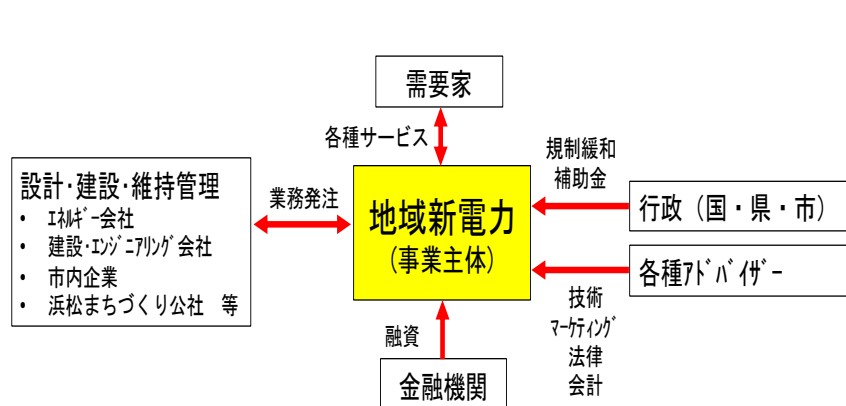 需要家
各種サービス
規制緩和
補助金
設計･建設･維持管理
• ｴﾈﾙｷﾞｰ会社
• 建設･ｴﾝｼﾞﾆｱﾘﾝｸﾞ会社
• 市内企業
• 浜松まちづくり公社　等
業務発注
地域新電力
(事業主体)
行政（国・県・市）
各種ｱﾄﾞﾊﾞｲｻﾞｰ
技術
ﾏｰｹﾃｨﾝｸﾞ
法律
会計
融資
金融機関